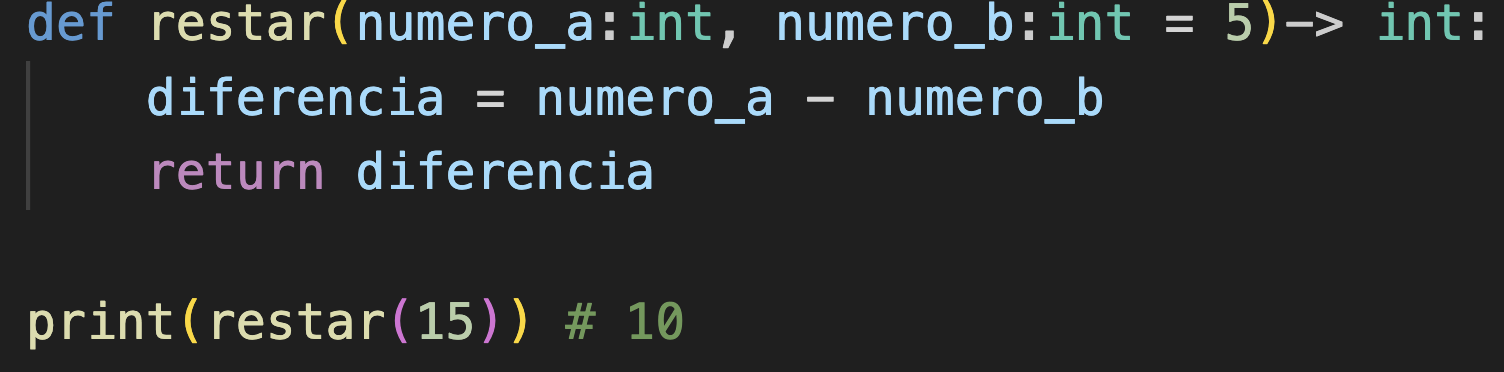 def restar(numero_a:int, numero_b:int = 5)-> int:
    diferencia = numero_a - numero_b
    return diferencia
print(restar(15)) # 10